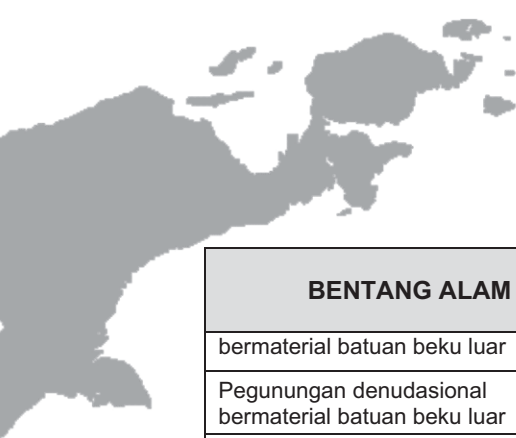 BENTANG ALAM
bermaterial batuan beku luar
Pegunungan denudasional
bermaterial batuan beku luar